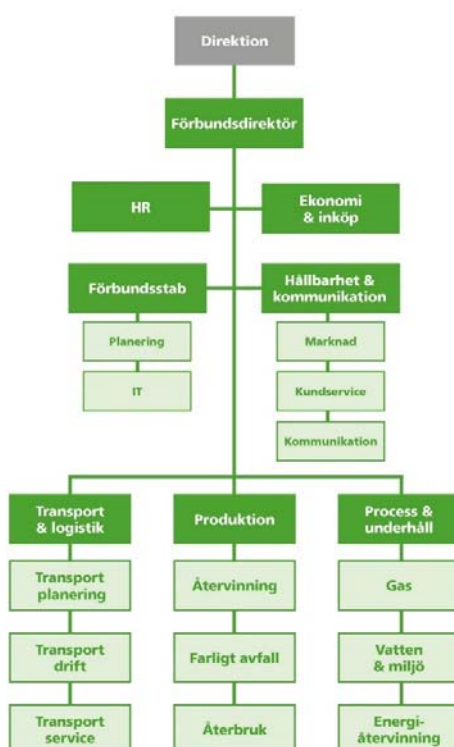 Direktion
Förbundsdirektör
HR
Ekonomi
& inköp
Förbundsstab
Hållbarhet &
kommunikation
Planering
IT
Marknad
Kundservice
Kommunikation
Transport
& logistik
Produktion
Process &
underhåll
Transport
planering
Återvinning
Gas
Transport
drift
Farligt avfall
Vatten
& miljö
Transport
service
Återbruk
Energi-
återvinning